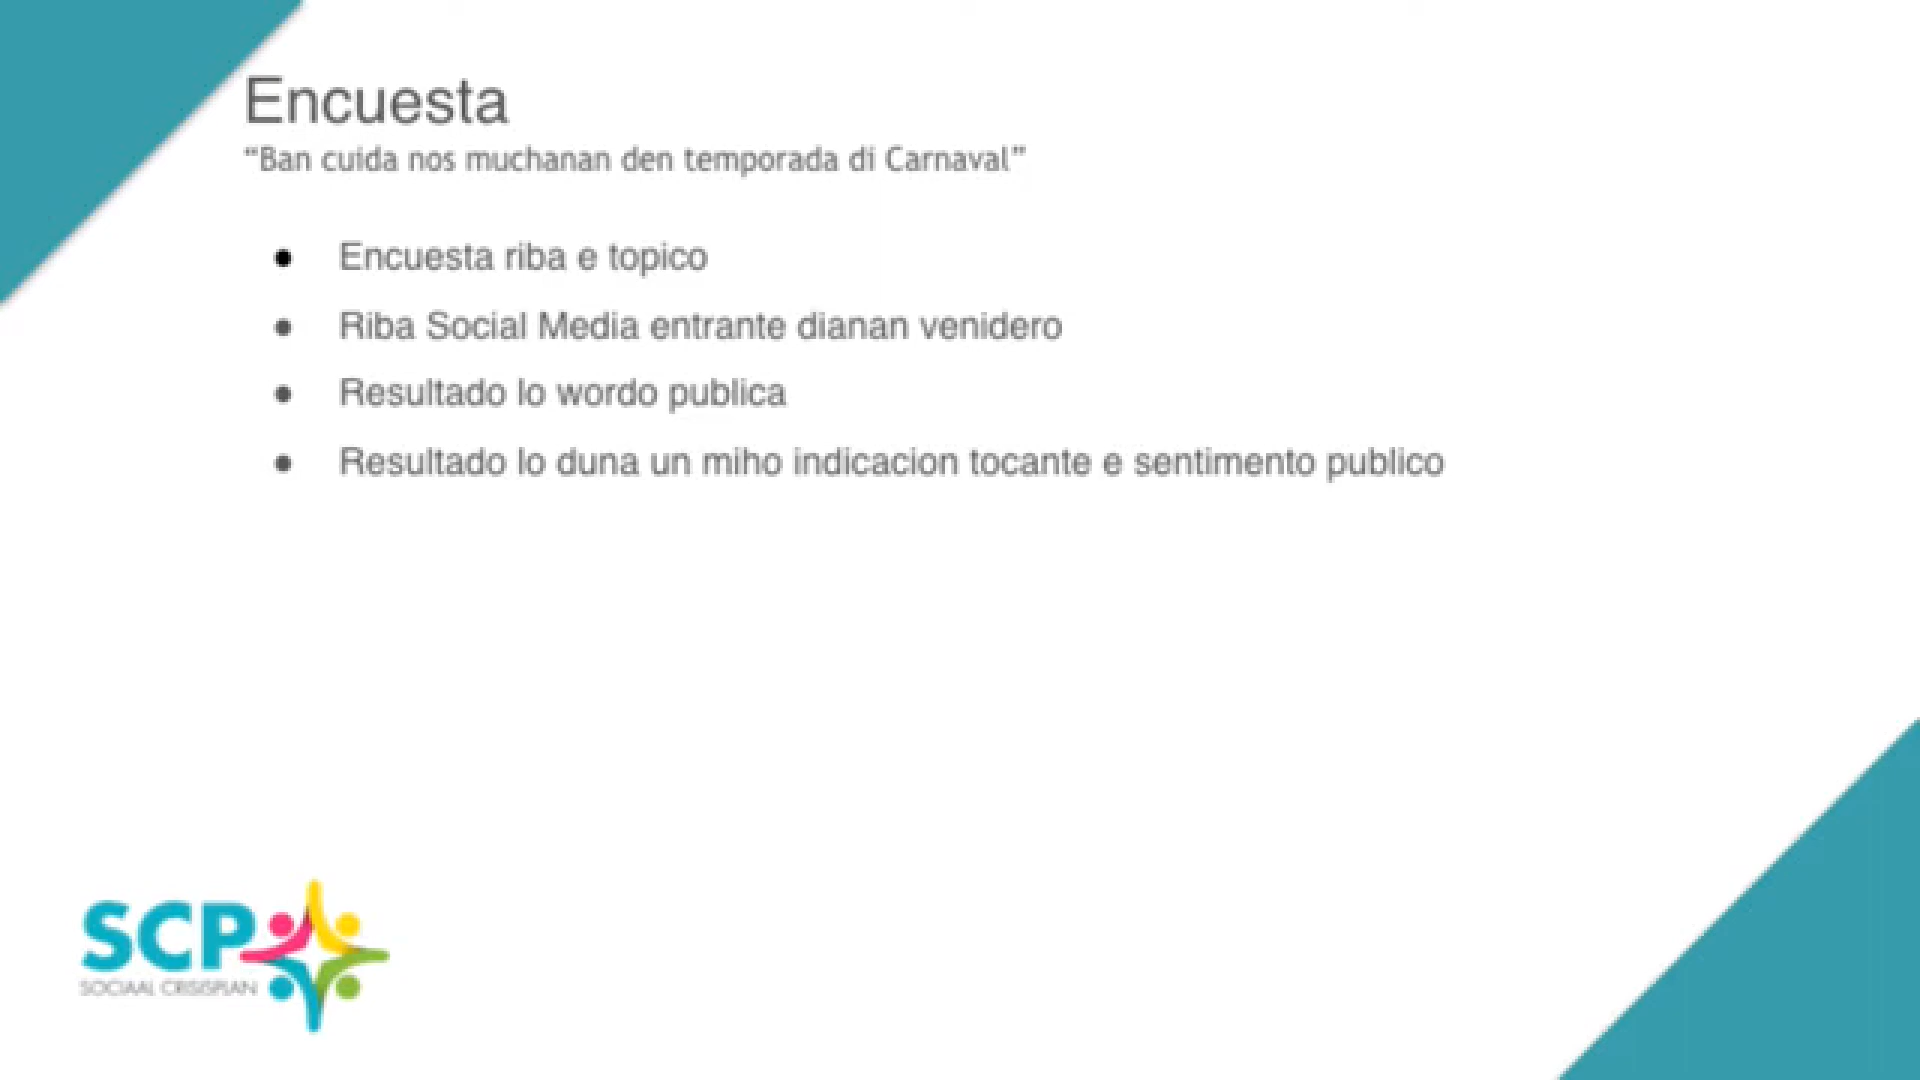 Encuesta
“Ban cuida nos muchanan den temporada di Carnaval”
● Encuesta riba e topico
● Riba Social Media entrante dianan venidero
● Resultado lo wordo publica
● Resultado lo duna un miho indicacion tocante e sentimento publico
SCP
SOCIAAL CRISISPLAN